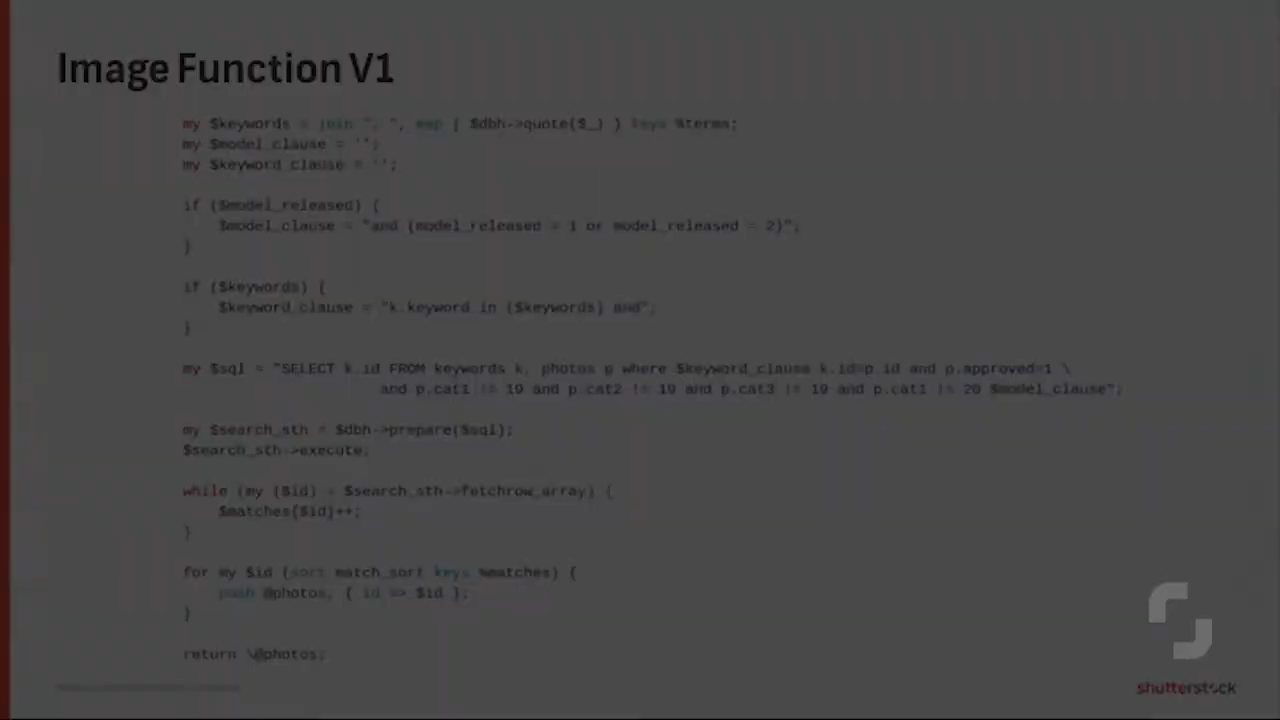 Image Function V1
my $keywords = join ", ", map { $dbh->quote($_) } keys %terms;
my $model_clause = '';
my $keyword_clause = '';
if ($model_released) {
$model_clause = "and (model_released = 1 or model_released = 2)";
}
if ($keywords) {
$keyword_clause = "k.keyword in ($keywords) and";
}
my $sql = "SELECT k.id FROM keywords k, photos p where $keyword_clause k.id=p.id and p.approved=1 \
and p.cat1 != 19 and p.cat2 != 19 and p.cat3 != 19 and p.cat1 != 20 $model_clause";
my $search_sth = $dbh->prepare($sql);
$search_sth->execute;
while (my ($id) = $search_sth->fetchrow_array) {
$matches{$id}++;
}
for my $id (sort match_sort keys %matches) {
push @photos, { id => $id };
}
return \@photos;
shutterstock